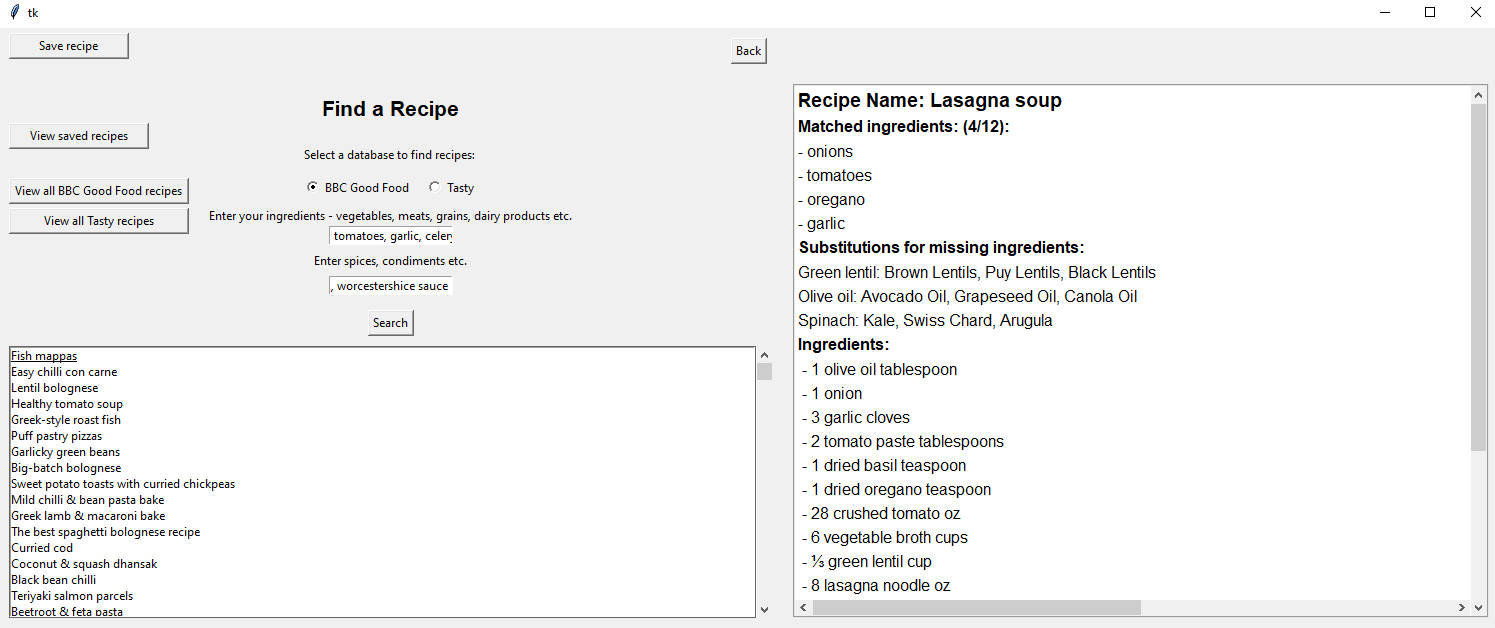 tk
Save recipe
Back
Find a Recipe
View saved recipes
Select a database to find recipes:
View all BBC Good Food recipes
BBC Good Food Tasty
View all Tasty recipes
Enter your ingredients - vegetables, meats, grains, dairy products etc.
tomatoes, garlic, celery
Enter spices, condiments etc.
, worcestershice sauce
Search
Fish mappas
Easy chilli con carne
Lentil bolognese
Healthy tomato soup
Greek-style roast fish
Puff pastry pizzas
Garlicky green beans
Big-batch bolognese
Sweet potato toasts with curried chickpeas
Mild chilli & bean pasta bake
Greek lamb & macaroni bake
The best spaghetti bolognese recipe
Curried cod
Coconut & squash dhansak
Black bean chilli
Teriyaki salmon parcels
Beetroot & feta pasta
Recipe Name: Lasagna soup
Matched ingredients: (4/12):
- onions
- tomatoes
- oregano
- garlic
Substitutions for missing ingredients:
Green lentil: Brown Lentils, Puy Lentils, Black Lentils
Olive oil: Avocado Oil, Grapeseed Oil, Canola Oil
Spinach: Kale, Swiss Chard, Arugula
Ingredients:
- 1 olive oil tablespoon
- 1 onion
- 3 garlic cloves
- 2 tomato paste tablespoons
- 1 dried basil teaspoon
- 1 dried oregano teaspoon
- 28 crushed tomato oz
- 6 vegetable broth cups
- ⅓ green lentil cup
- 8 lasagna noodle oz